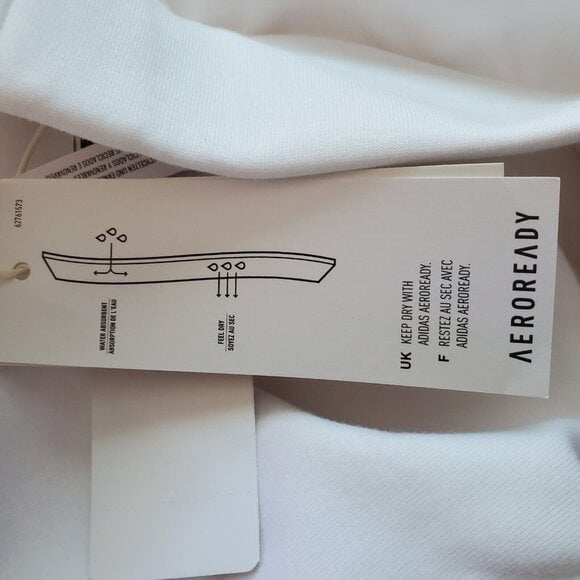 AEROREADY
UK KEEP DRY WITH
ADIDAS AEROREADY.
F RESTEZ AU SEC AVEC
ADIDAS AEROREADY.
WATER ABSORBENT
ABSORPTION DE L'EAU
FEEL DRY
SOYEZ AU SEC
62761573